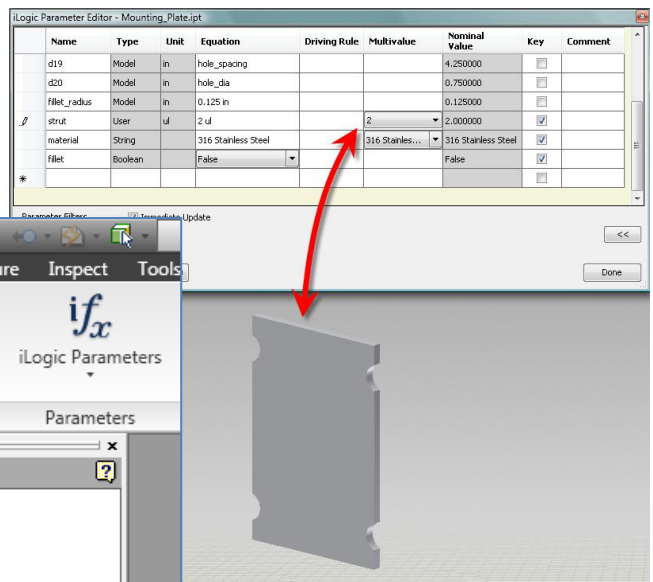 iLogic Parameter Editor - Mounting_Plate.ipt
Name Type Unit Equation Driving Rule Multivalue Nominal Value Key Comment
d19 Model in hole_spacing 4.250000
d20 Model in hole_dia 0.750000
fillet_radius Model in 0.125 in 0.125000
strut User ul 2 ul 2 2.000000
material String 316 Stainless Steel 316 Stainles... 316 Stainless Steel
fillet Boolean False False
Parameter Filters Immediate Update
<<
Done
ure Inspect Tools
ifx
iLogic Parameters
Parameters
x
?